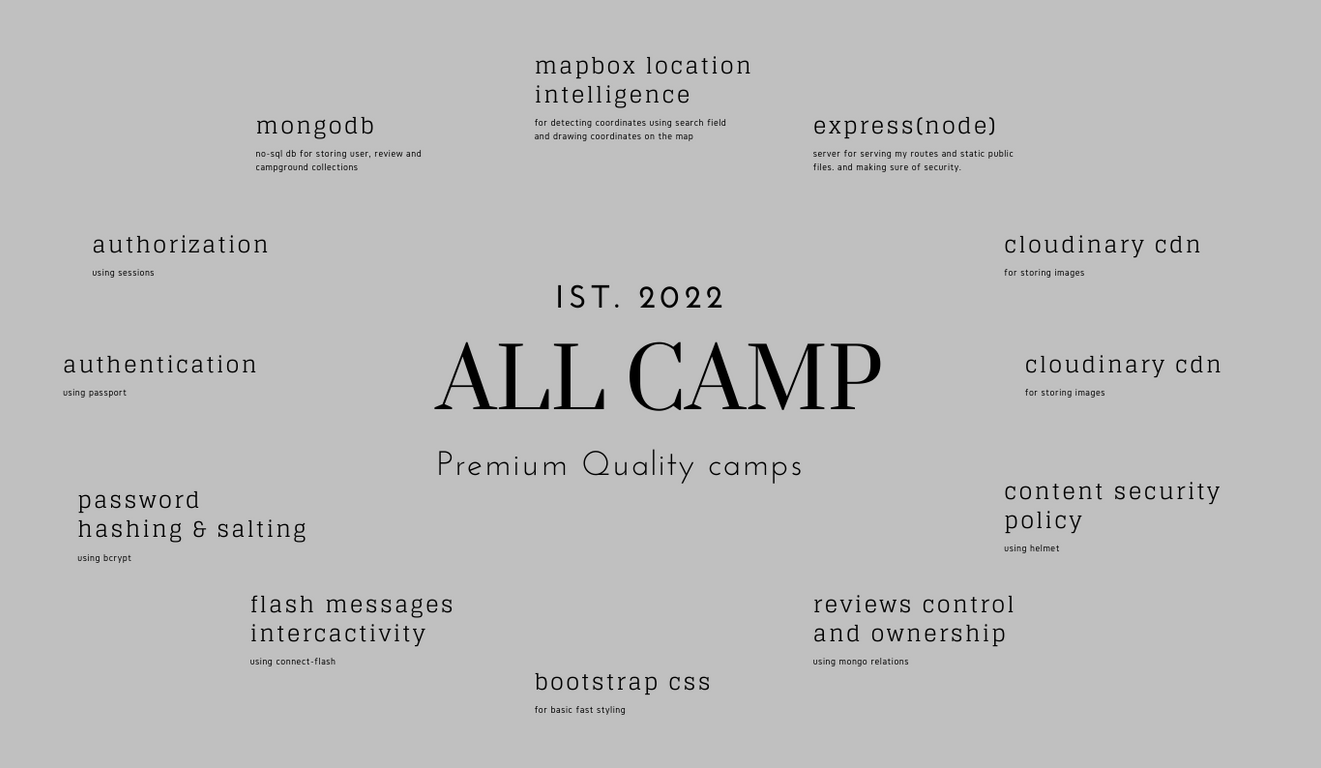 mapbox location
intelligence
for detecting coordinates using search field
and drawing coordinates on the map
mongodb
no-sql db for storing user, review and
campground collections
express(node)
server for serving my routes and static public
files. and making sure of security.
authorization
using sessions
cloudinary cdn
for storing images
IST. 2022
ALL CAMP
Premium Quality camps
authentication
using passport
cloudinary cdn
for storing images
password
hashing & salting
using bcrypt
content security
policy
using helmet
flash messages
intercactivity
using connect-flash
reviews control
and ownership
using mongo relations
bootstrap css
for basic fast styling